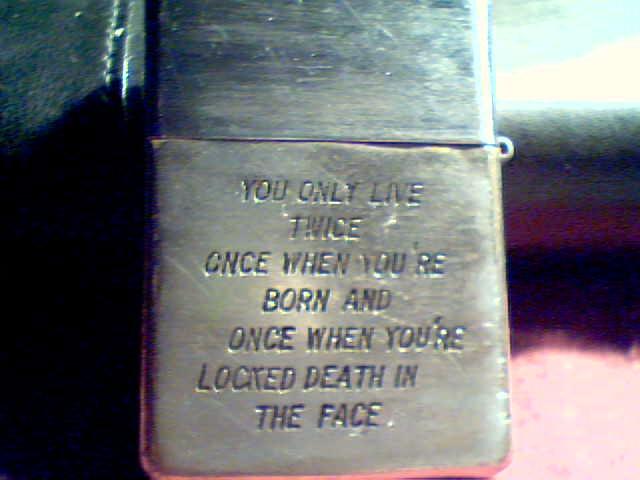 YOU ONLY LIVE
TWICE
ONCE WHEN YOU'RE
BORN AND
ONCE WHEN YOU'RE
LOCKED DEATH IN
THE FACE.